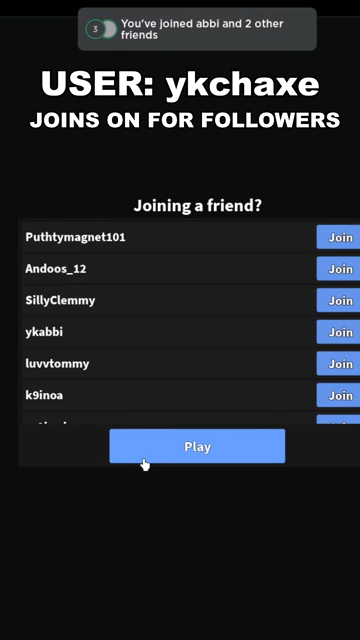 3
You've joined abbi and 2 other
friends
USER: ykchaxe
JOINS ON FOR FOLLOWERS
Joining a friend?
Puthtymagnet101 Join
Andoos_12 Join
SillyClemmy Join
ykabbi Join
luvvtommy Join
k9inoa Join
Play